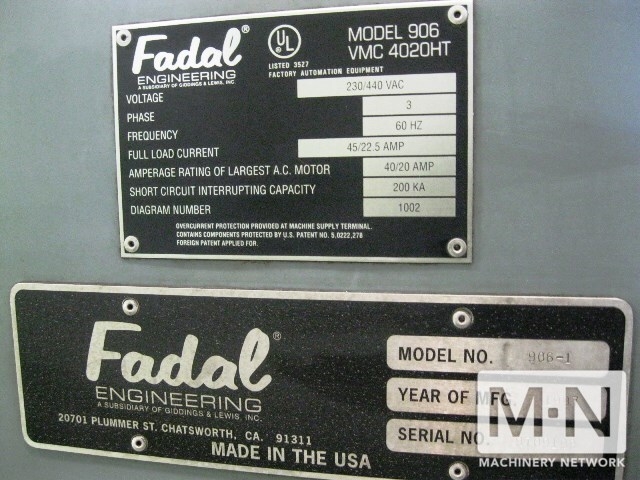 Fadal®
ENGINEERING
A SUBSIDIARY OF GIDDINGS & LEWIS, INC.
UL ®
LISTED 35Z7
FACTORY AUTOMATION EQUIPMENT
MODEL 906
VMC 4020HT
VOLTAGE 230/440 VAC
PHASE 3
FREQUENCY 60 HZ
FULL LOAD CURRENT 45/22.5 AMP
AMPERAGE RATING OF LARGEST A.C. MOTOR 40/20 AMP
SHORT CIRCUIT INTERRUPTING CAPACITY 200 KA
DIAGRAM NUMBER 1002
OVERCURRENT PROTECTION PROVIDED AT MACHINE SUPPLY TERMINAL.
CONTAINS COMPONENTS PROTECTED BY U.S. PATENT NO. 5,0222,278
FOREIGN PATENT APPLIED FOR.
Fadal®
ENGINEERING
A SUBSIDIARY OF GIDDINGS & LEWIS, INC.
20701 PLUMMER ST. CHATSWORTH, CA. 91311
MADE IN THE USA
MODEL NO. 906-1
YEAR OF MFG.
SERIAL NO.
M·N
MACHINERY NETWORK